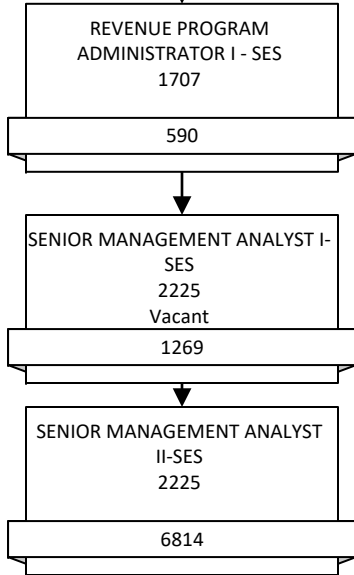 REVENUE PROGRAM
ADMINISTRATOR I - SES
1707
590
SENIOR MANAGEMENT ANALYST I-
SES
2225
Vacant
1269
SENIOR MANAGEMENT ANALYST
II-SES
2225
6814